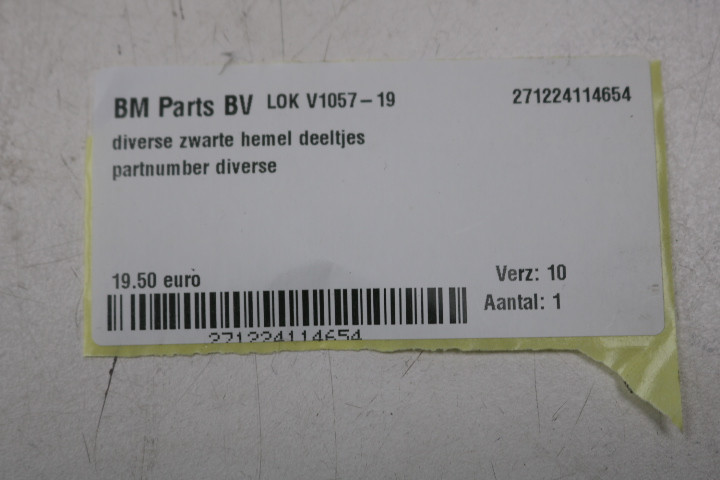 BM Parts BV LOK V1057-19 271224114654
diverse zwarte hemel deeltjes
partnumber diverse
19.50 euro Verz: 10
Aantal: 1
271224114654